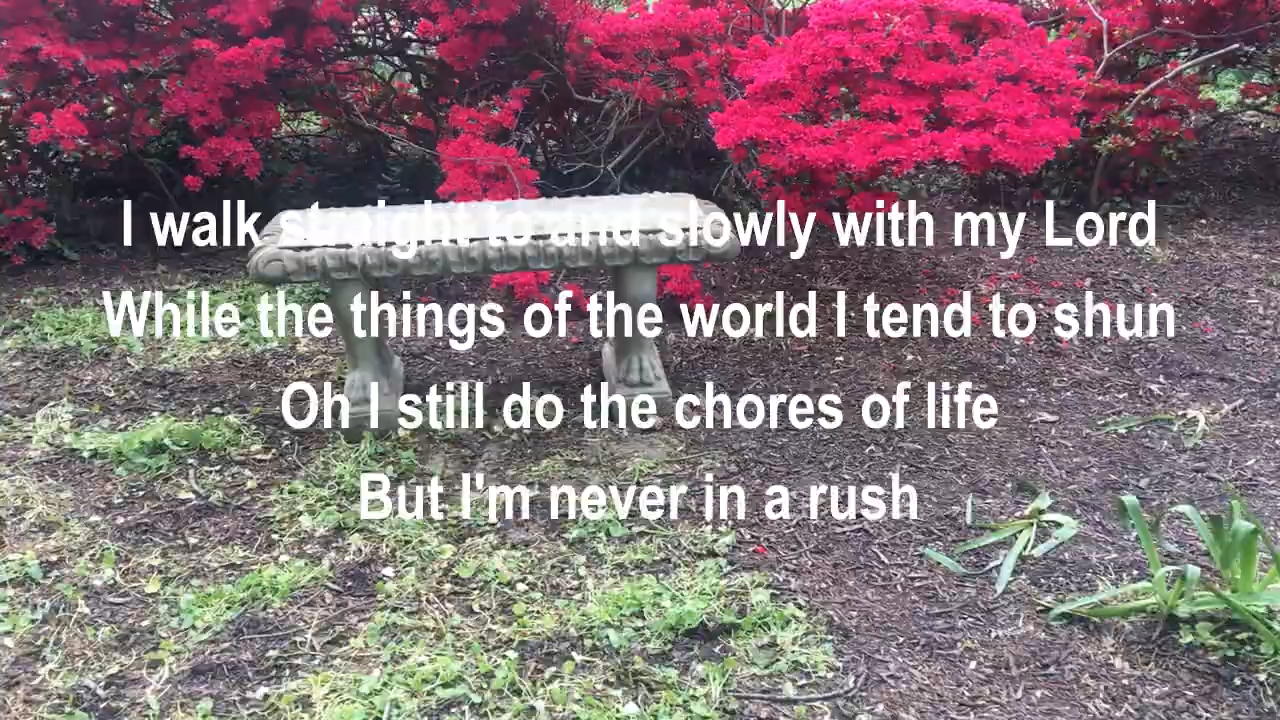 I walk straight to and slowly with my Lord
While the things of the world I tend to shun
Oh I still do the chores of life
But I'm never in a rush